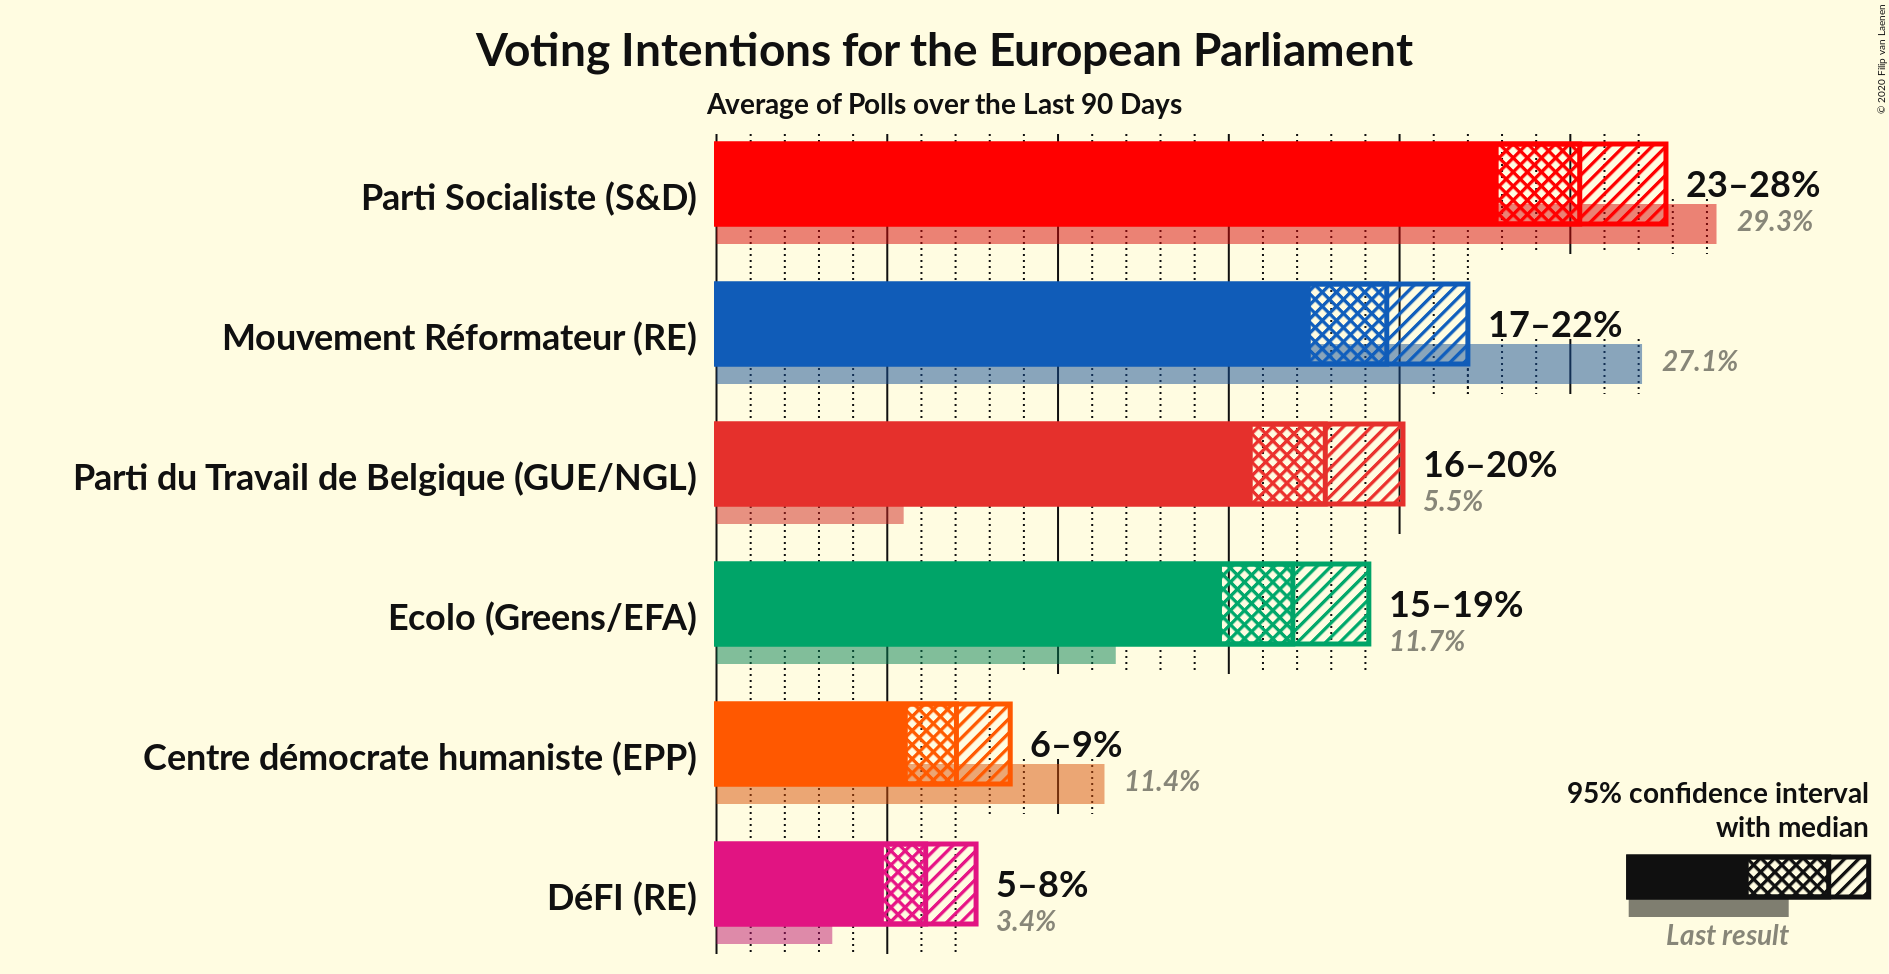 Voting Intentions for the European Parliament
Average of Polls over the Last 90 Days
© 2020 Filip van Laenen
Parti Socialiste (S&D)
23–28%
29.3%
Mouvement Réformateur (RE)
17–22%
27.1%
Parti du Travail de Belgique (GUE/NGL)
16–20%
5.5%
Ecolo (Greens/EFA)
15–19%
11.7%
Centre démocrate humaniste (EPP)
6–9%
11.4%
DéFI (RE)
5–8%
3.4%
95% confidence interval
with median
Last result